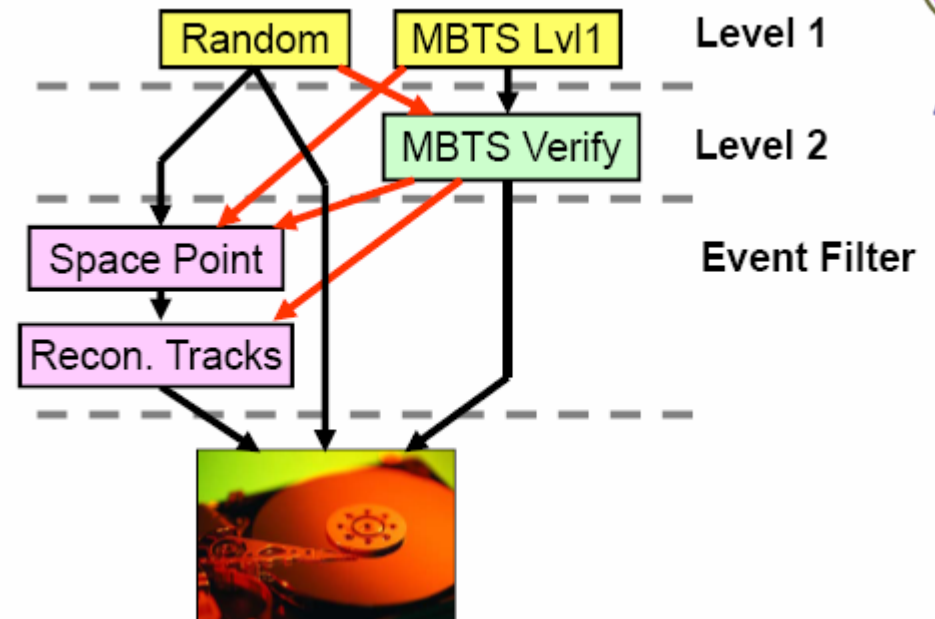 Random
MBTS Lvl1
Level 1
MBTS Verify
Level 2
Space Point
Event Filter
Recon. Tracks